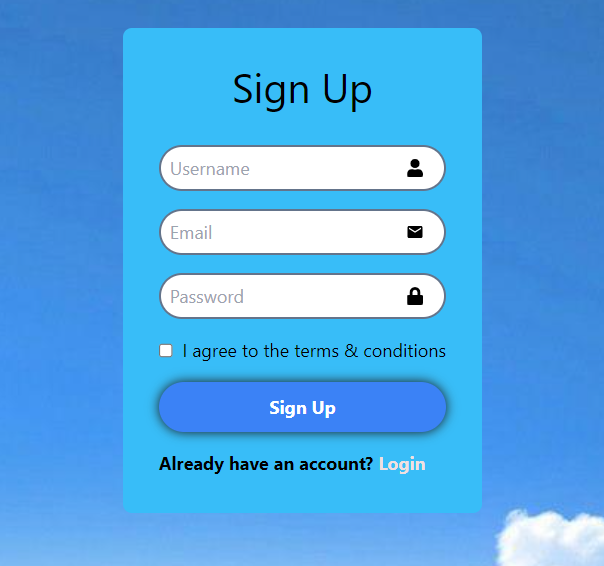 Sign Up
Username
Email
Password
I agree to the terms & conditions
Sign Up
Already have an account? Login